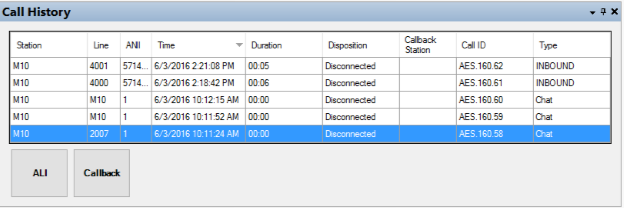 Call History
Station Line ANI Time Duration Disposition Callback Station Call ID Type
M10 4001 5714... 6/3/2016 2:21:08 PM 00:05 Disconnected AES.160.62 INBOUND
M10 4000 5714... 6/3/2016 2:18:42 PM 00:06 Disconnected AES.160.61 INBOUND
M10 M10 1 6/3/2016 10:12:15 AM 00:00 Disconnected AES.160.60 Chat
M10 M10 1 6/3/2016 10:11:52 AM 00:00 Disconnected AES.160.59 Chat
M10 2007 1 6/3/2016 10:11:24 AM 00:00 Disconnected AES.160.58 Chat
ALI Callback